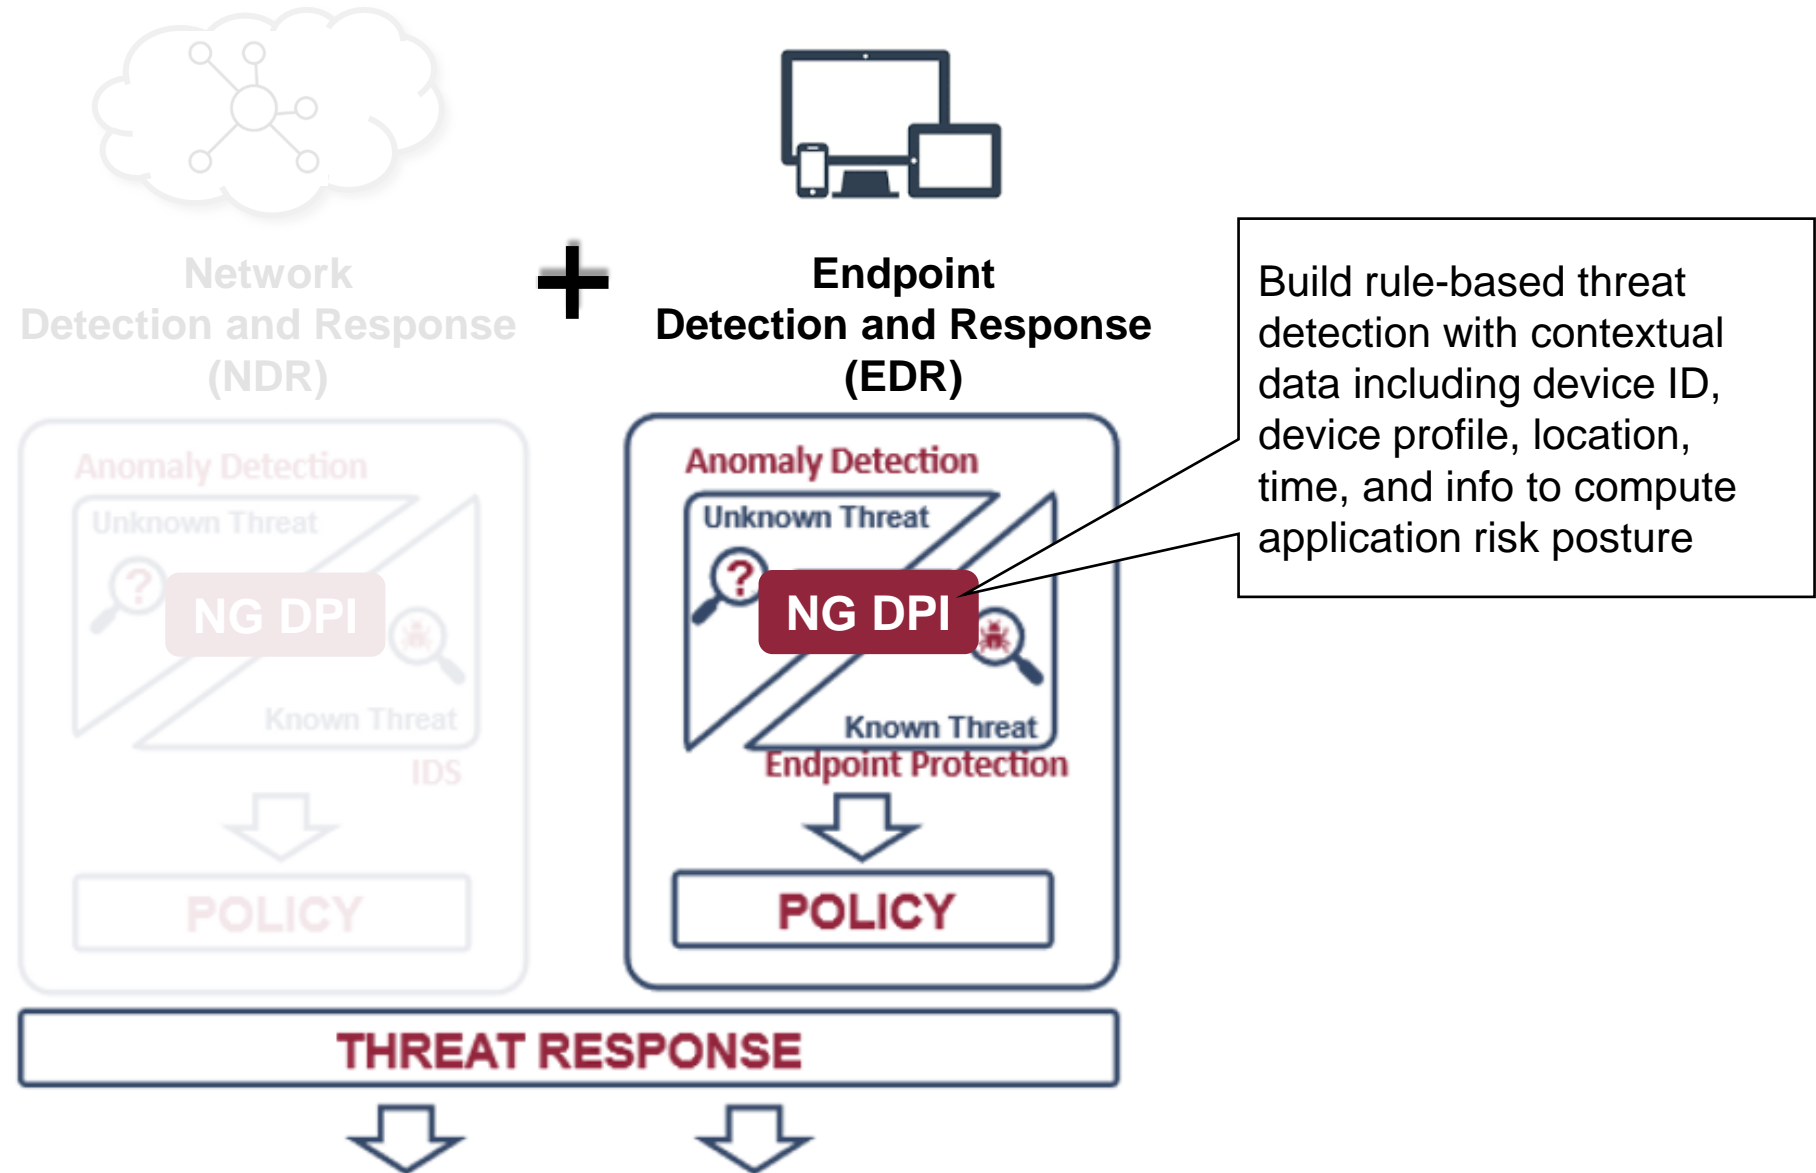 Network
Detection and Response
(NDR)
+
Endpoint
Detection and Response
(EDR)
Build rule-based threat
detection with contextual
data including device ID,
device profile, location,
time, and info to compute
application risk posture
Anomaly Detection
Unknown Threat
?
NG DPI
Known Threat
IDS
POLICY
Anomaly Detection
Unknown Threat
?
NG DPI
Known Threat
Endpoint Protection
POLICY
THREAT RESPONSE